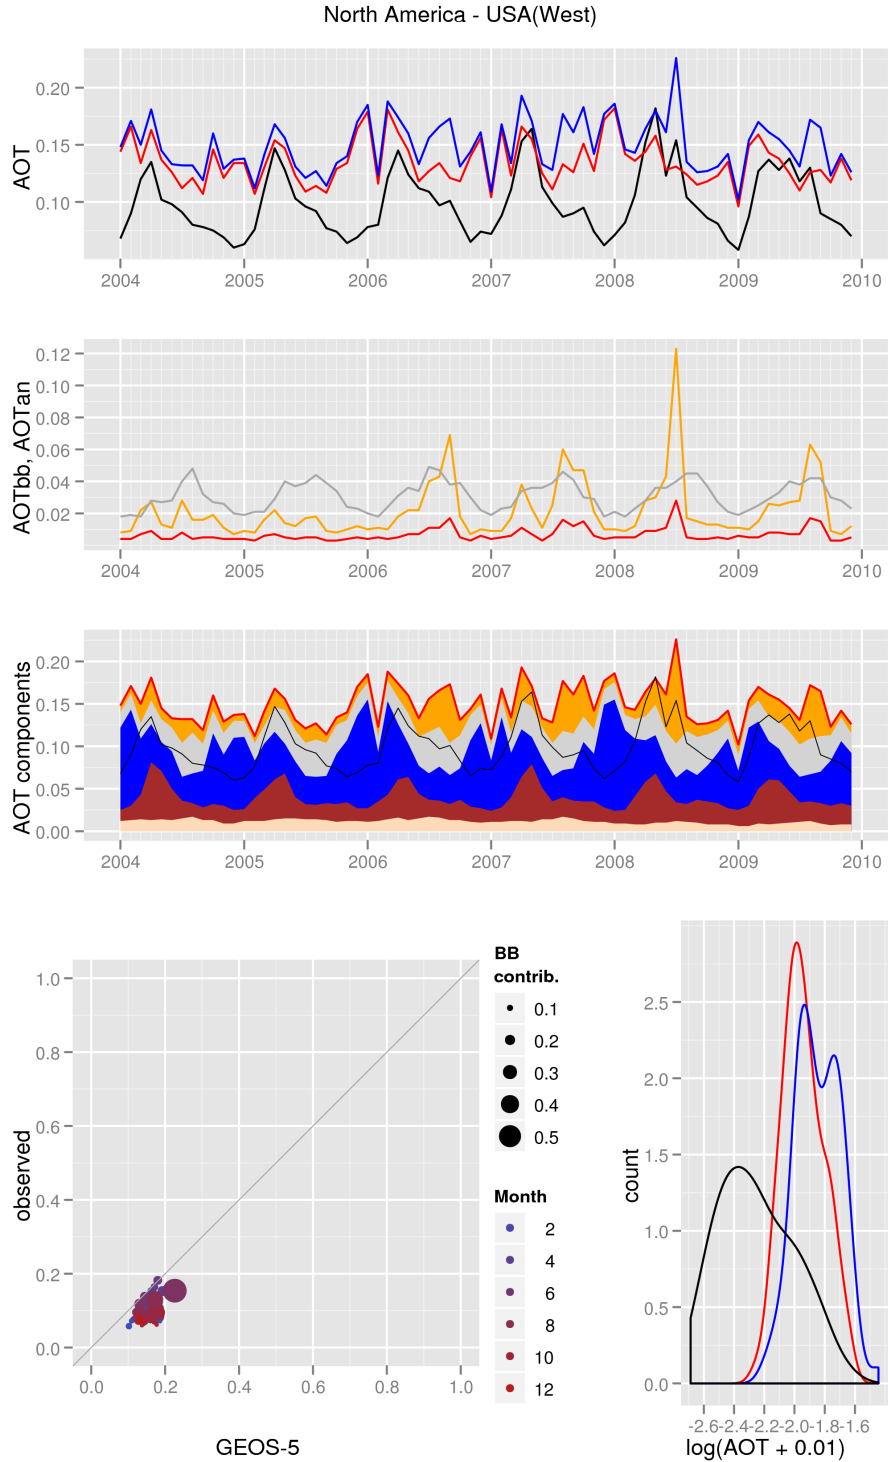 North America - USA(West)
AOT
0.20
0.15
0.10
2004 2005 2006 2007 2008 2009 2010
AOTbb, AOTan
0.12
0.10
0.08
0.06
0.04
0.02
2004 2005 2006 2007 2008 2009 2010
AOT components
0.20
0.15
0.10
0.05
0.00
2004 2005 2006 2007 2008 2009 2010
observed
1.0
0.8
0.6
0.4
0.2
0.0
0.0 0.2 0.4 0.6 0.8 1.0
GEOS-5
BB
contrib.
0.1
0.2
0.3
0.4
0.5
Month
2
4
6
8
10
12
count
2.5
2.0
1.5
1.0
0.5
0.0
-2.6 -2.4 -2.2 -2.0 -1.8 -1.6
log(AOT + 0.01)